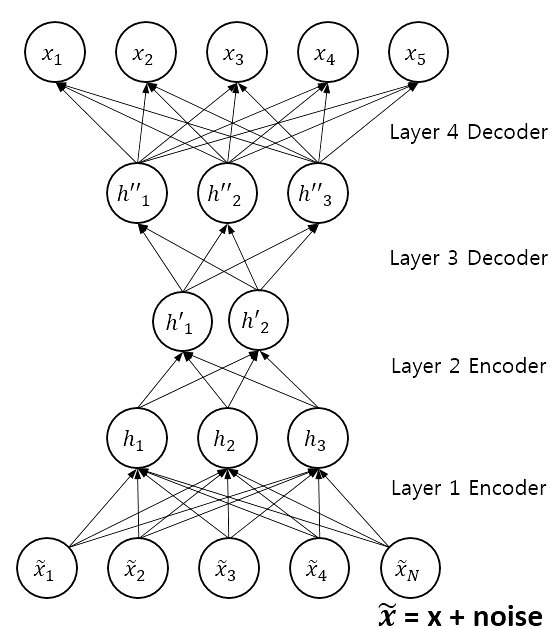 x₁ x₂ x₃ x₄ x₅
Layer 4 Decoder
h''₁ h''₂ h''₃
Layer 3 Decoder
h'₁ h'₂
Layer 2 Encoder
h₁ h₂ h₃
Layer 1 Encoder
x̃₁ x̃₂ x̃₃ x̃₄ x̃_N
x̃ = x + noise